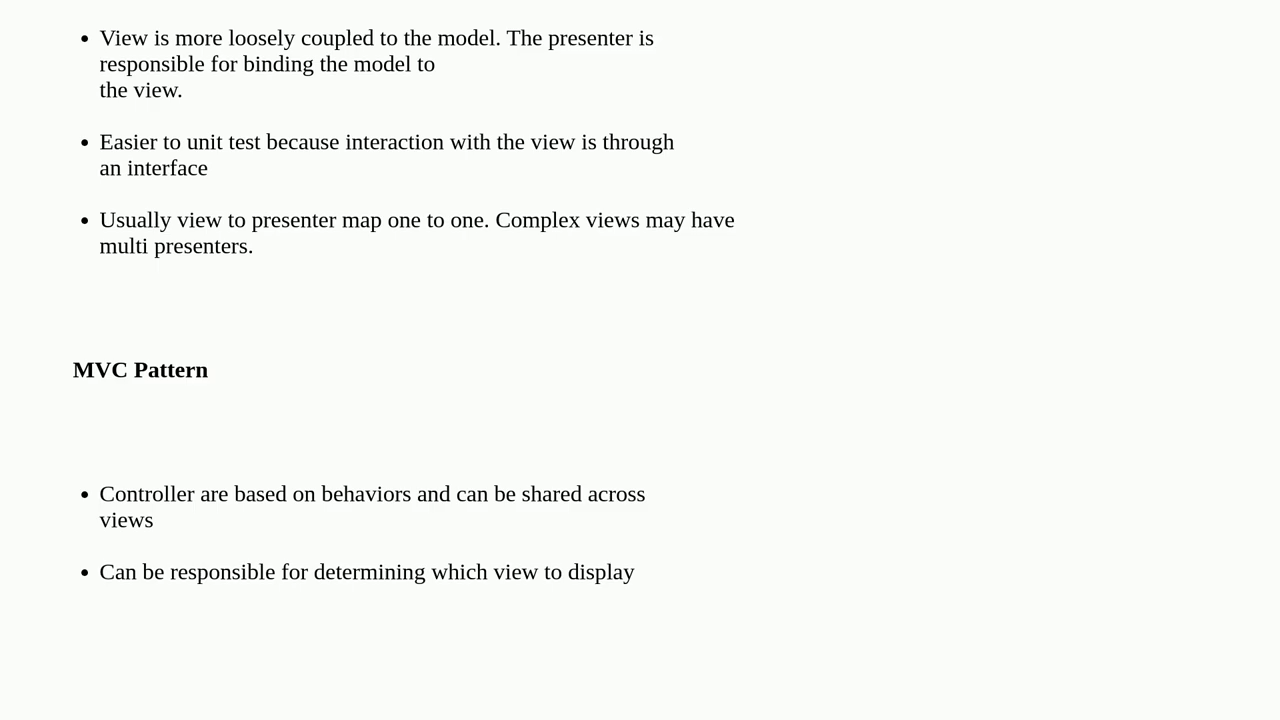 View is more loosely coupled to the model. The presenter is
responsible for binding the model to
the view.
Easier to unit test because interaction with the view is through
an interface
Usually view to presenter map one to one. Complex views may have
multi presenters.
MVC Pattern
Controller are based on behaviors and can be shared across
views
Can be responsible for determining which view to display